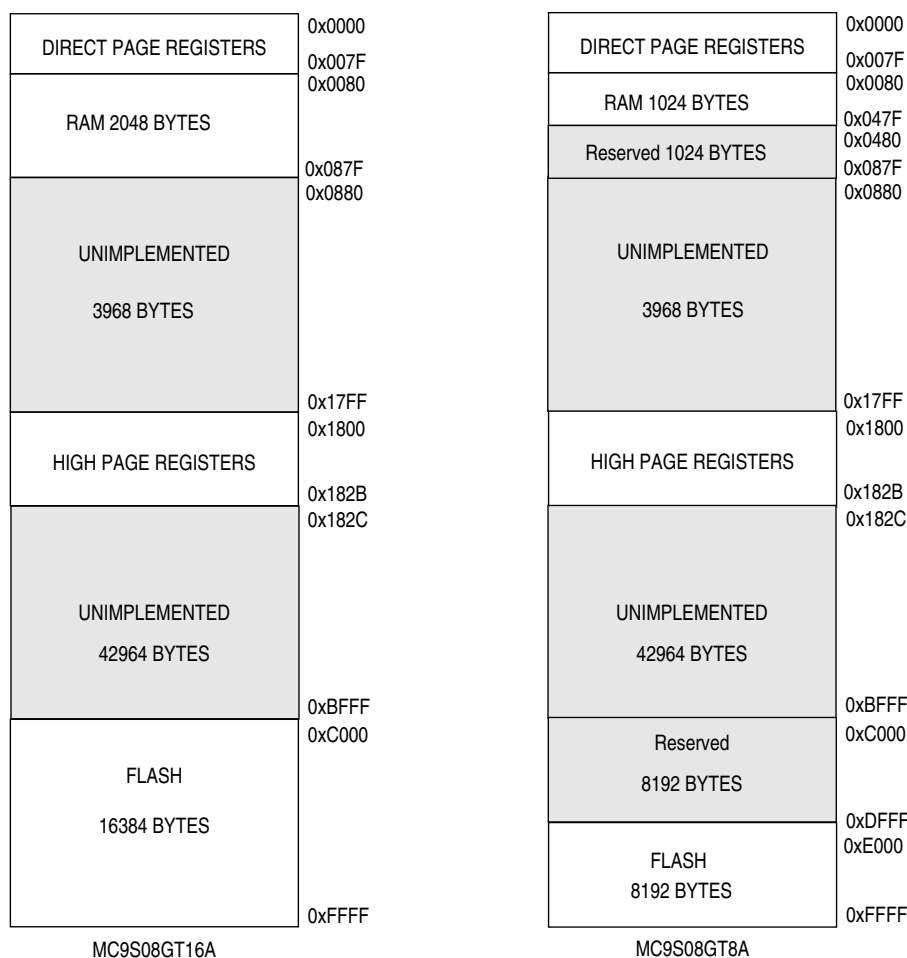 0x0000
DIRECT PAGE REGISTERS
0x007F
0x0080
RAM 2048 BYTES
0x087F
0x0880
UNIMPLEMENTED
3968 BYTES
0x17FF
0x1800
HIGH PAGE REGISTERS
0x182B
0x182C
UNIMPLEMENTED
42964 BYTES
0xBFFF
0xC000
FLASH
16384 BYTES
0xFFFF
MC9S08GT16A
0x0000
DIRECT PAGE REGISTERS
0x007F
0x0080
RAM 1024 BYTES
0x047F
0x0480
Reserved 1024 BYTES
0x087F
0x0880
UNIMPLEMENTED
3968 BYTES
0x17FF
0x1800
HIGH PAGE REGISTERS
0x182B
0x182C
UNIMPLEMENTED
42964 BYTES
0xBFFF
0xC000
Reserved
8192 BYTES
0xDFFF
0xE000
FLASH
8192 BYTES
0xFFFF
MC9S08GT8A